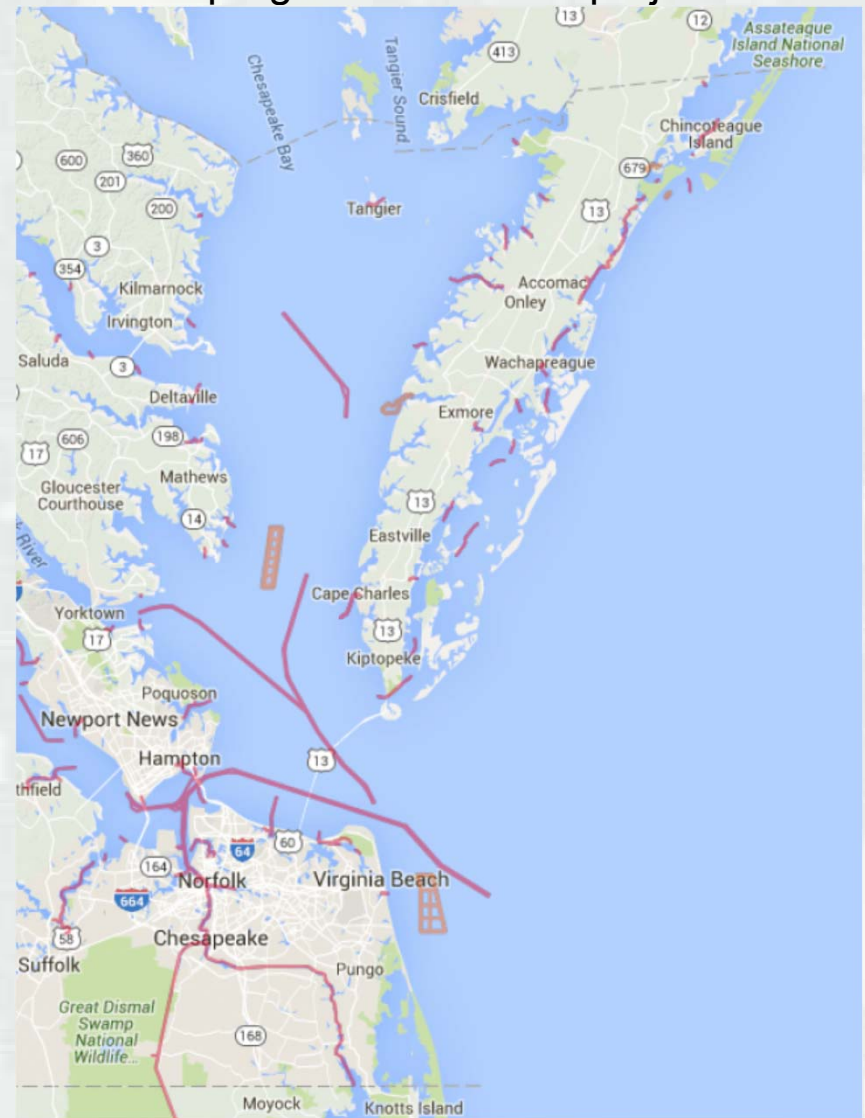 13
12
Assateague
Island National
Seashore
413
Tangier Sound
Chesapeake Bay
Crisfield
Chincoteague
Island
600
360
201
679
200
Tangier
13
3
354
Kilmarnock
Accomac
Onley
Irvington
Saluda
3
Wachapreague
Deltaville
Exmore
198
606
17
Mathews
Gloucester
Courthouse
13
14
Eastville
River
Cape Charles
Yorktown
17
13
Kiptopeke
Poquoson
Newport News
Hampton
13
thfield
60
64
164
Norfolk
Virginia Beach
664
58
Chesapeake
Suffolk
Pungo
Great Dismal
Swamp
National
Wildlife...
168
Moyock
Knotts Island